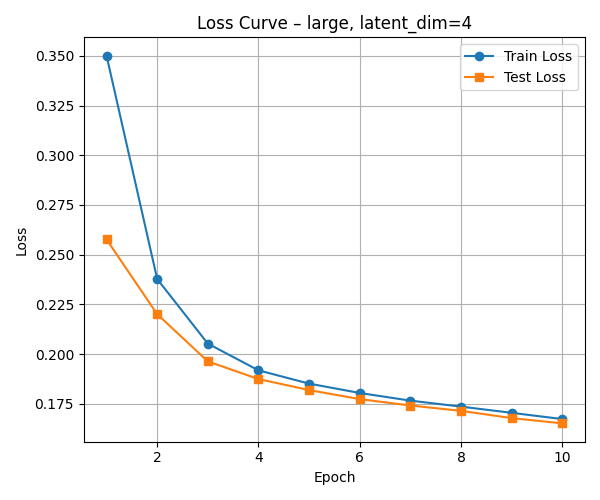 Loss Curve – large, latent_dim=4
Train Loss
Test Loss
Loss
0.350
0.325
0.300
0.275
0.250
0.225
0.200
0.175
2 4 6 8 10
Epoch